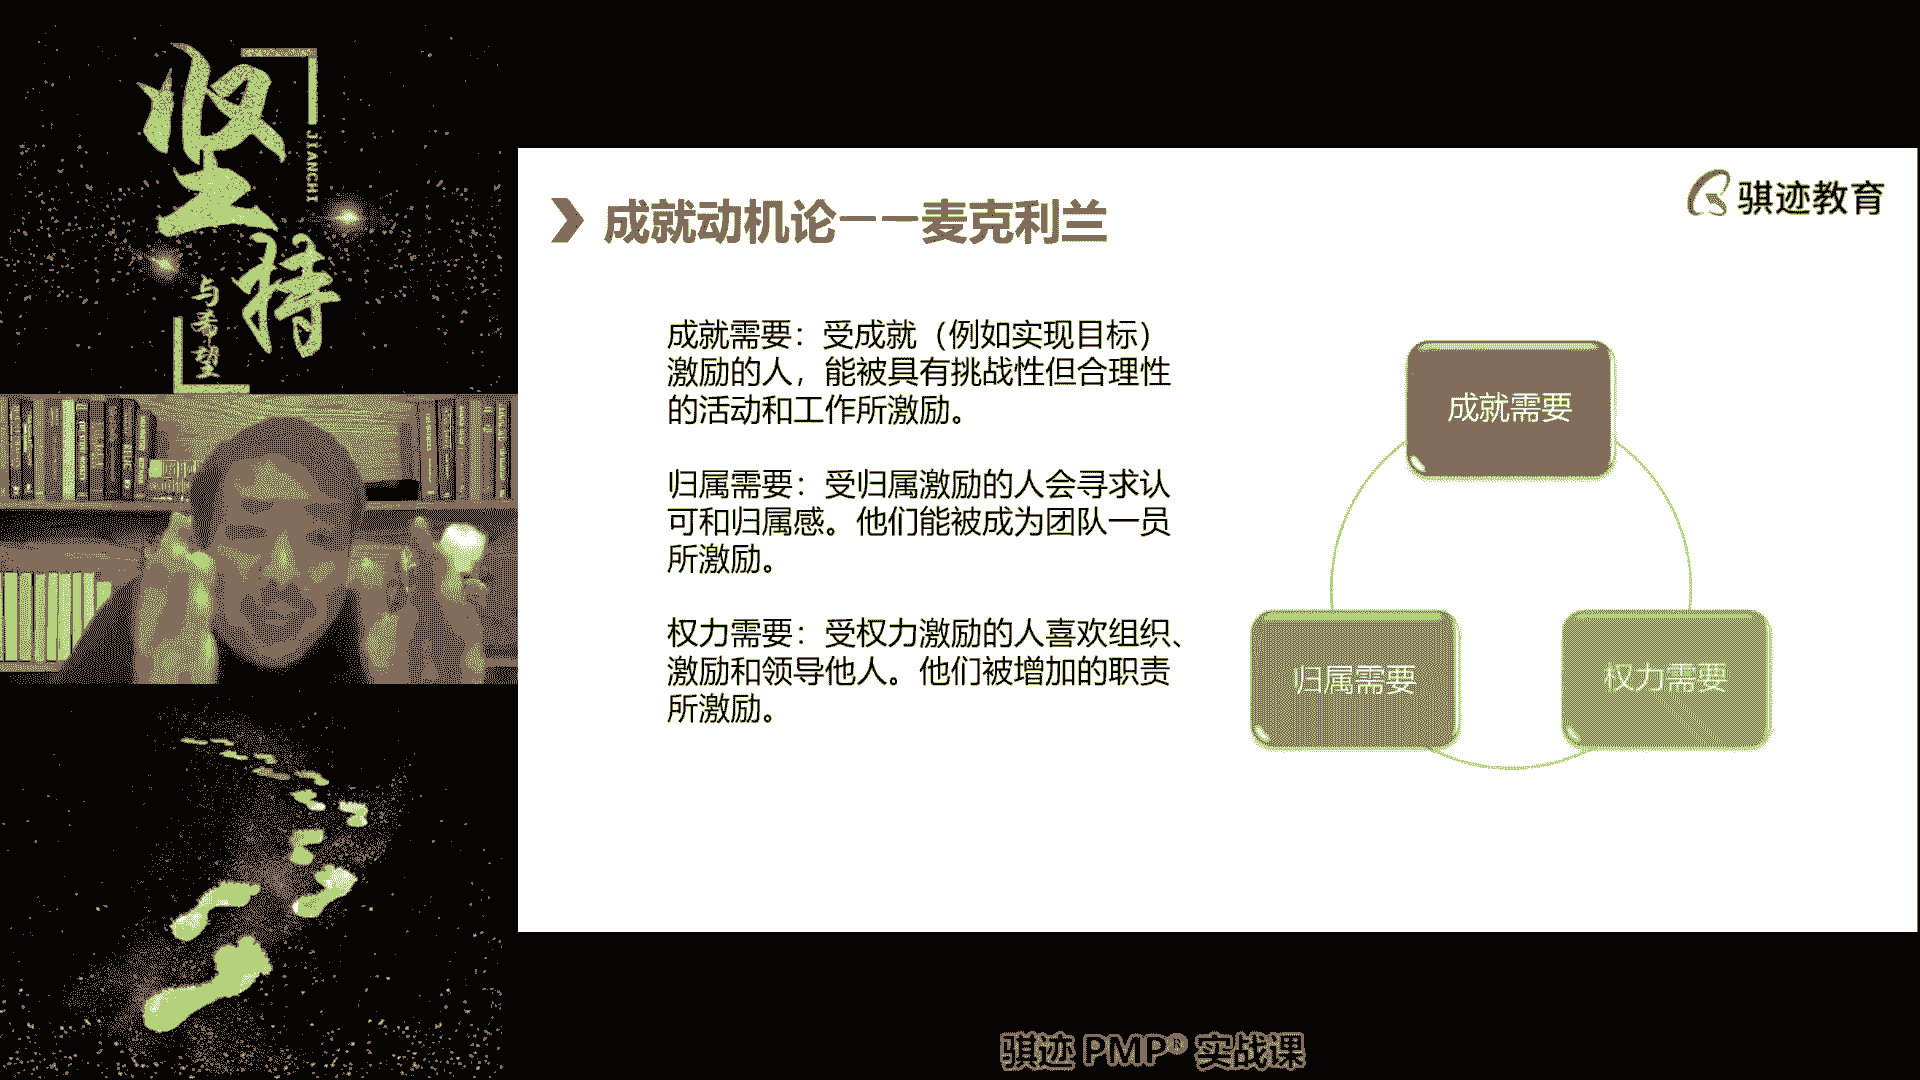 坚
持
JIANCHI
与
希
望
骐迹教育
成就动机论——麦克利兰
成就需要：受成就（例如实现目标）
激励的人，能被具有挑战性但合理性
的活动和工作所激励。
归属需要：受归属激励的人会寻求认
可和归属感。他们能被成为团队一员
所激励。
权力需要：受权力激励的人喜欢组织、
激励和领导他人。他们被增加的职责
所激励。
成就需要
归属需要
权力需要
骐迹 PMP® 实战课